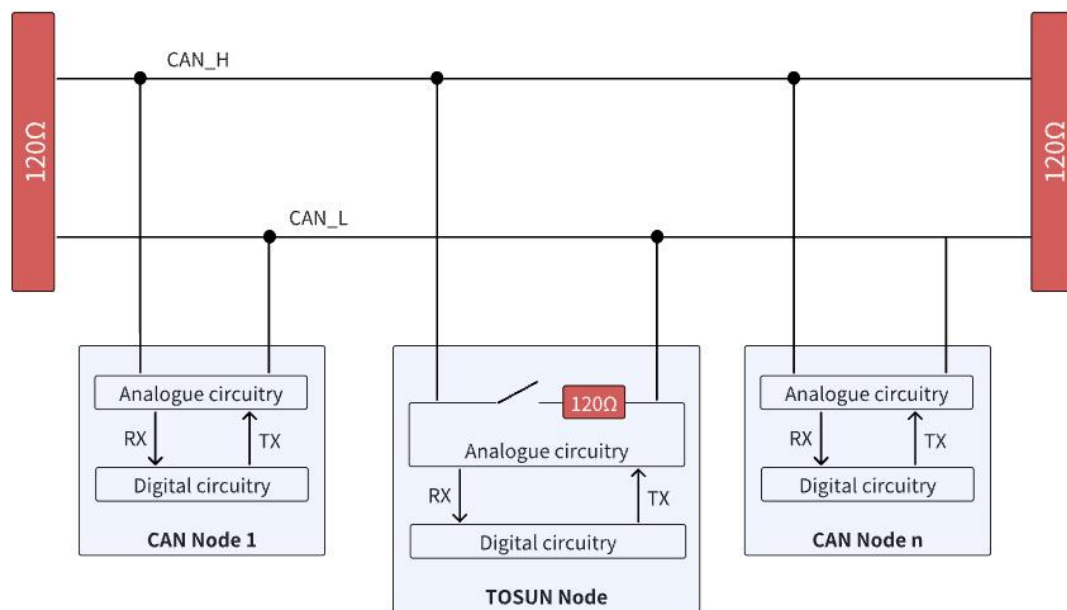 CAN_H
120Ω
120Ω
CAN_L
Analogue circuitry
RX
TX
Digital circuitry
CAN Node 1
120Ω
Analogue circuitry
RX
TX
Digital circuitry
TOSUN Node
Analogue circuitry
RX
TX
Digital circuitry
CAN Node n